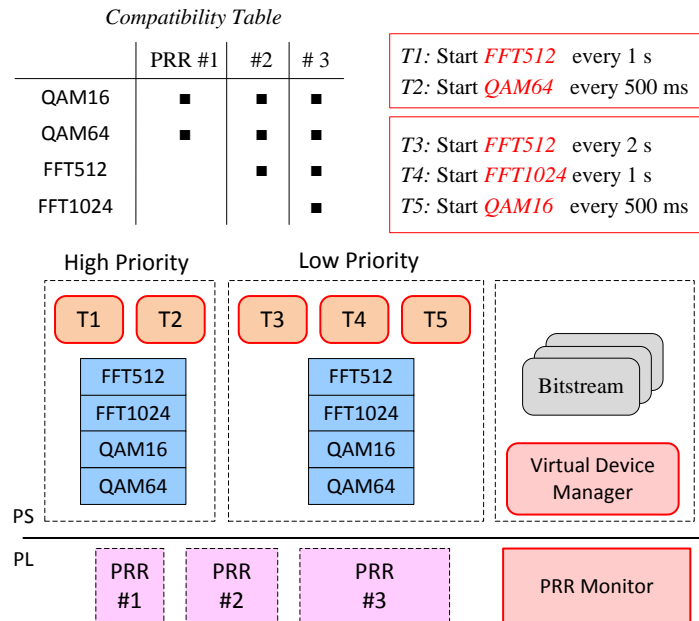 Compatibility Table
PRR #1 #2 # 3
QAM16 ■ ■ ■
QAM64 ■ ■ ■
FFT512 ■ ■
FFT1024 ■
T1: Start FFT512 every 1 s
T2: Start QAM64 every 500 ms
T3: Start FFT512 every 2 s
T4: Start FFT1024 every 1 s
T5: Start QAM16 every 500 ms
High Priority
Low Priority
T1 T2
T3 T4 T5
FFT512
FFT1024
QAM16
QAM64
FFT512
FFT1024
QAM16
QAM64
Bitstream
Virtual Device
Manager
PS
PL
PRR
#1
PRR
#2
PRR
#3
PRR Monitor